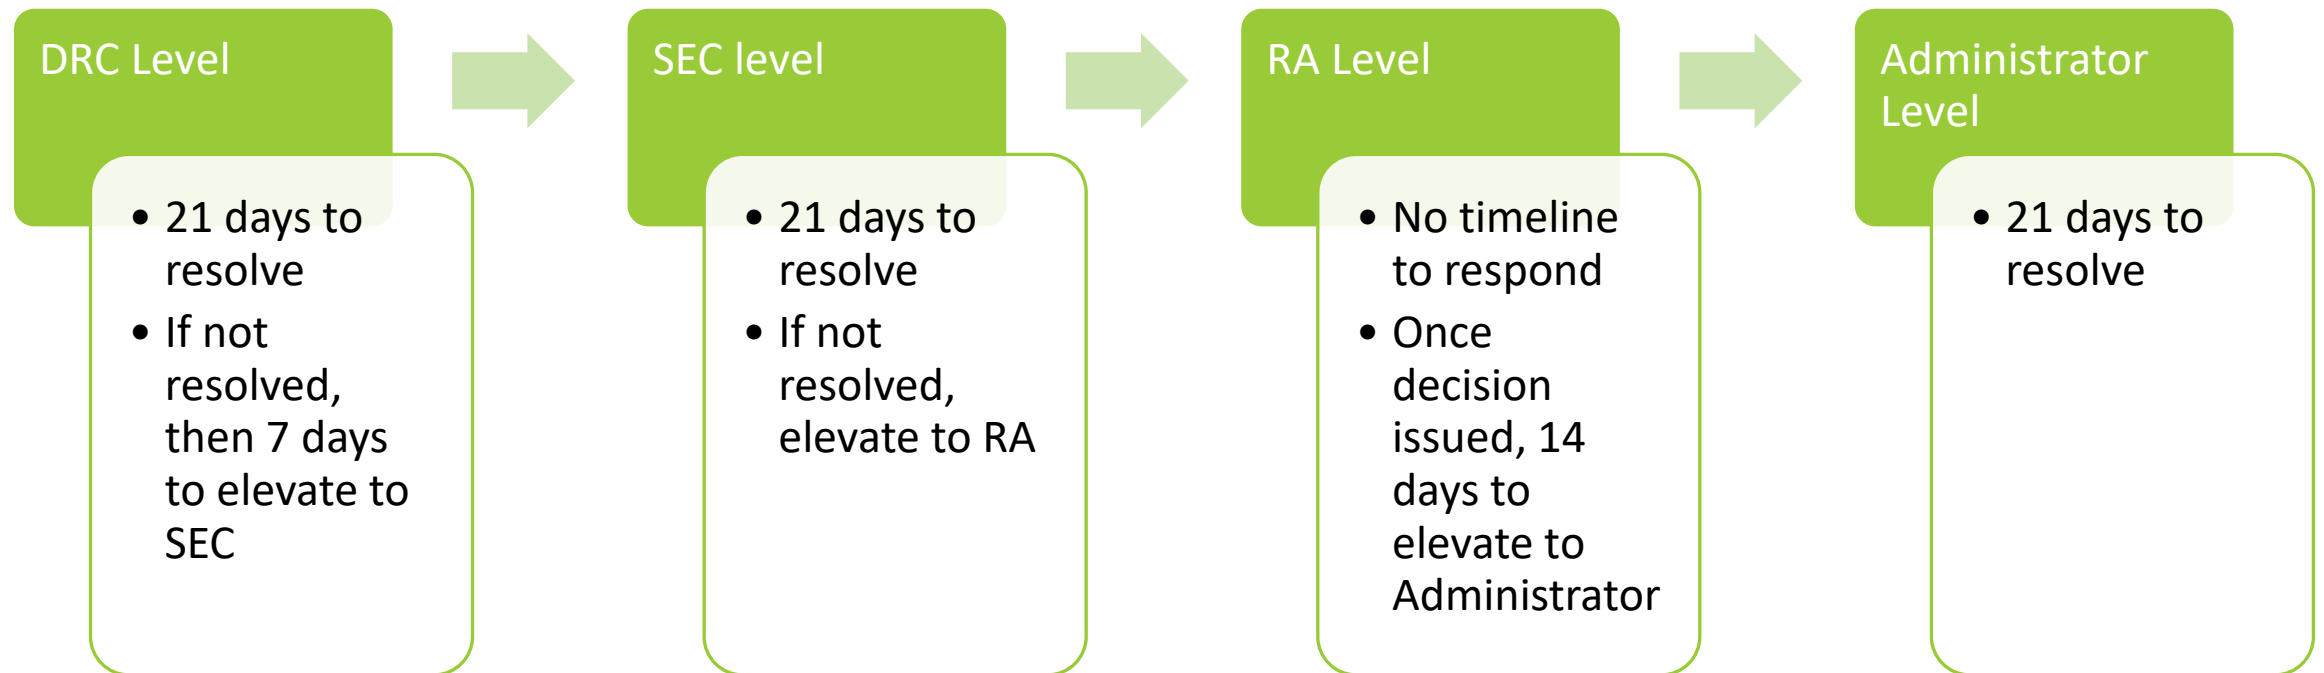 DRC Level
• 21 days to
resolve
• If not
resolved,
then 7 days
to elevate to
SEC
SEC level
• 21 days to
resolve
• If not
resolved,
elevate to RA
RA Level
• No timeline
to respond
• Once
decision
issued, 14
days to
elevate to
Administrator
Administrator
Level
• 21 days to
resolve